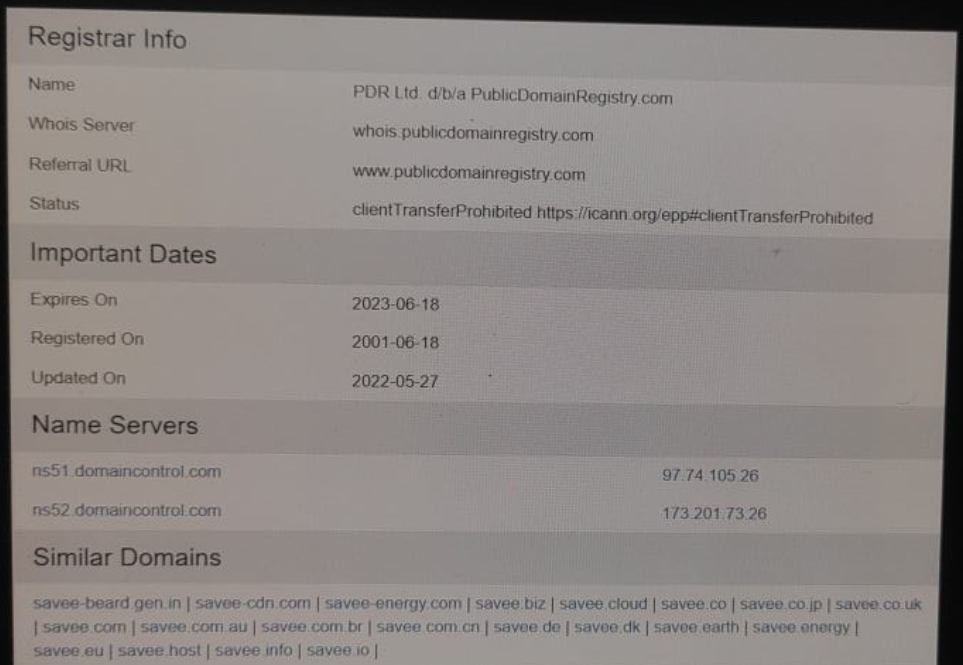 Registrar Info
Name PDR Ltd. d/b/a PublicDomainRegistry.com
Whois Server whois.publicdomainregistry.com
Referral URL www.publicdomainregistry.com
Status clientTransferProhibited https://icann.org/epp#clientTransferProhibited
Important Dates
Expires On 2023-06-18
Registered On 2001-06-18
Updated On 2022-05-27
Name Servers
ns51.domaincontrol.com 97.74.105.26
ns52.domaincontrol.com 173.201.73.26
Similar Domains
savee-beard.gen.in | savee-cdn.com | savee-energy.com | savee.biz | savee.cloud | savee.co | savee.co.jp | savee.co.uk
| savee.com | savee.com.au | savee.com.br | savee.com.cn | savee.de | savee.dk | savee.earth | savee.energy |
savee.eu | savee.host | savee.info | savee.io |